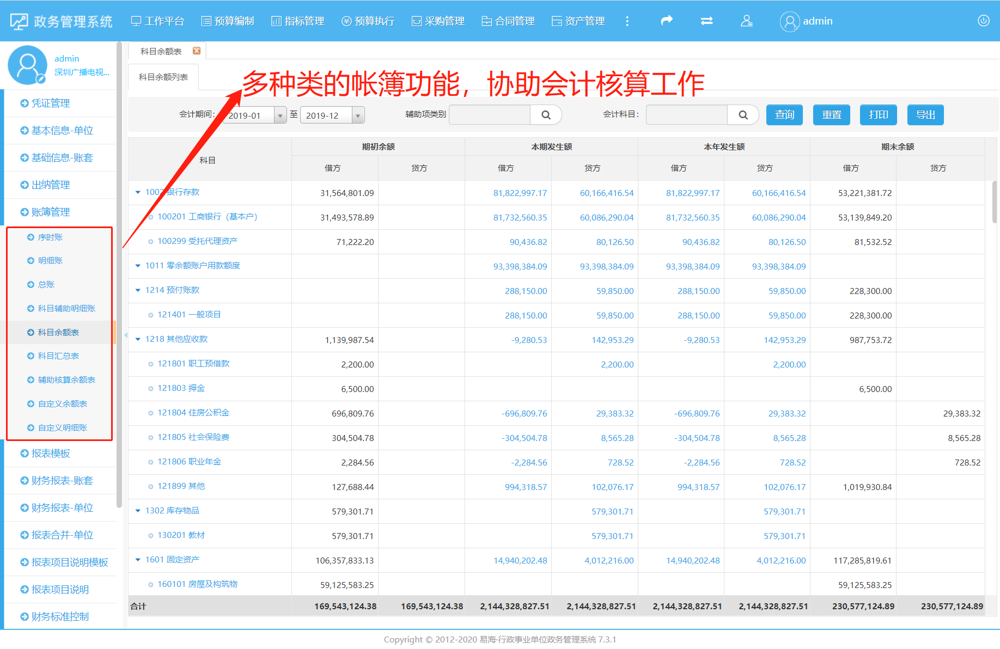 政务管理系统 工作平台 预算编制 指标管理 预算执行 采购管理 合同管理 资产管理 admin
admin
深圳广播电视...
凭证管理
基本信息-单位
基础信息-账套
出纳管理
账簿管理
序时账
明细账
总账
科目辅助明细账
科目余额表
科目汇总表
辅助核算余额表
自定义余额表
自定义明细账
报表模板
财务报表-账套
财务报表-单位
报表合并-单位
报表项目说明模板
报表项目说明
财务标准控制
科目余额表
科目余额列表
多种类的帐簿功能，协助会计核算工作
会计期间： 2019-01 至 2019-12 辅助项类别 会计科目： 查询 重置 打印 导出
科目 期初余额 本期发生额 本年发生额 期末余额
借方 贷方 借方 贷方 借方 贷方 借方 贷方
1002 银行存款 31,564,801.09 81,822,997.17 60,166,416.54 81,822,997.17 60,166,416.54 53,221,381.72
100201 工商银行（基本户） 31,493,578.89 81,732,560.35 60,086,290.04 81,732,560.35 60,086,290.04 53,139,849.20
100299 受托代理资产 71,222.20 90,436.82 80,126.50 90,436.82 80,126.50 81,532.52
1011 零余额账户用款额度 93,398,384.09 93,398,384.09 93,398,384.09 93,398,384.09
1214 预付账款 288,150.00 59,850.00 288,150.00 59,850.00 228,300.00
121401 一般项目 288,150.00 59,850.00 288,150.00 59,850.00 228,300.00
1218 其他应收款 1,139,987.54 -9,280.53 142,953.29 -9,280.53 142,953.29 987,753.72
121801 职工预借款 2,200.00 2,200.00 2,200.00
121803 押金 6,500.00 6,500.00
121804 住房公积金 696,809.76 -696,809.76 29,383.32 -696,809.76 29,383.32 29,383.32
121805 社会保险费 304,504.78 -304,504.78 8,565.28 -304,504.78 8,565.28 8,565.28
121806 职业年金 2,284.56 -2,284.56 728.52 -2,284.56 728.52 728.52
121899 其他 127,688.44 994,318.57 102,076.17 994,318.57 102,076.17 1,019,930.84
1302 库存物品 579,301.71 579,301.71 579,301.71
130201 教材 579,301.71 579,301.71 579,301.71
1601 固定资产 106,357,833.13 14,940,202.48 4,012,216.00 14,940,202.48 4,012,216.00 117,285,819.61
160101 房屋及构筑物 59,125,583.25 59,125,583.25
合计 169,543,124.38 169,543,124.38 2,144,328,827.51 2,144,328,827.51 2,144,328,827.51 2,144,328,827.51 230,577,124.89 230,577,124.89
Copyright © 2012-2020 易海·行政事业单位政务管理系统 7.3.1